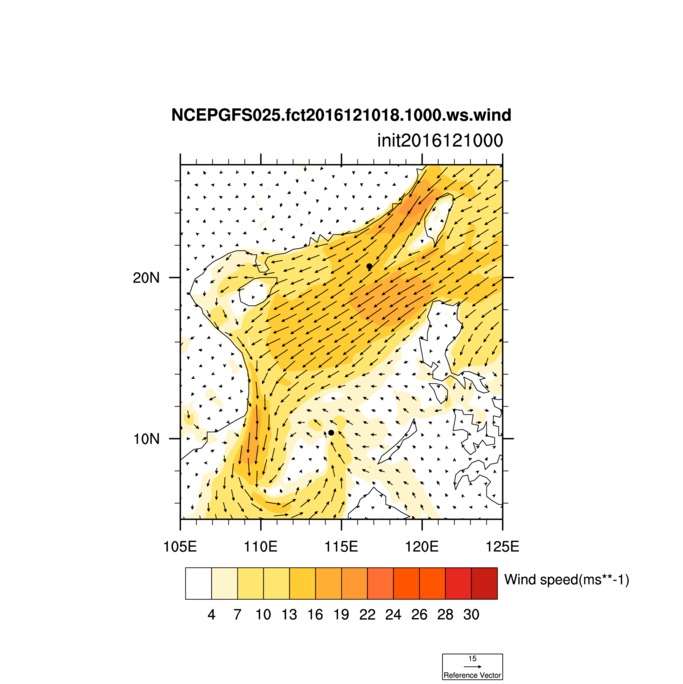 NCEPGFS025.fct2016121018.1000.ws.wind
init2016121000
20N
10N
105E 110E 115E 120E 125E
Wind speed(ms**-1)
4 7 10 13 16 19 22 24 26 28 30
15
Reference Vector